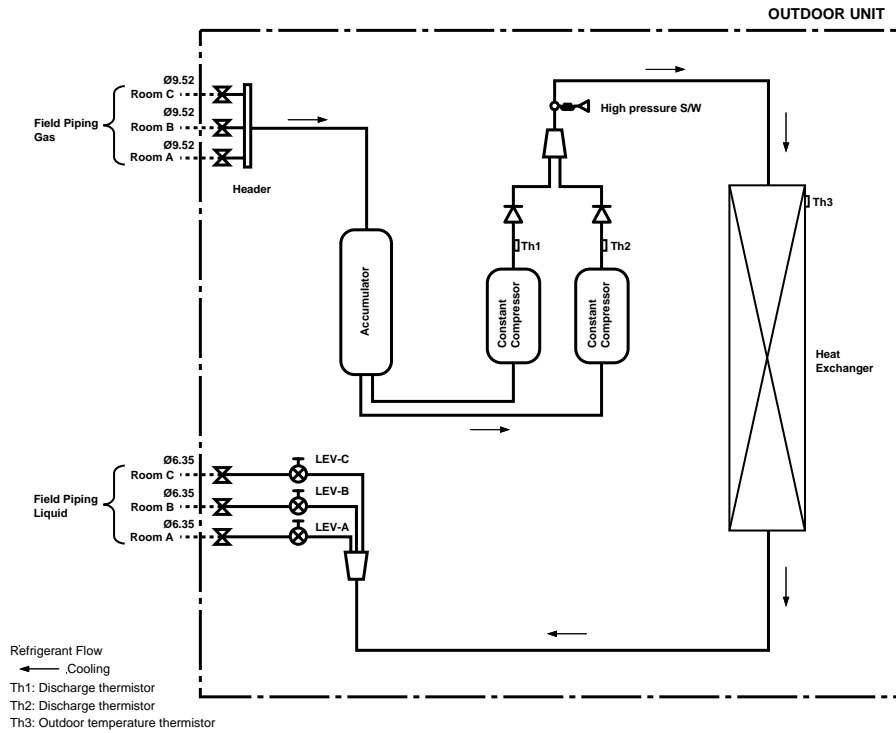 OUTDOOR UNIT
Ø9.52
Room C
Ø9.52
Room B
Ø9.52
Room A
Field Piping
Gas
Header
High pressure S/W
Th3
Th1
Th2
Accumulator
Constant
Compressor
Constant
Compressor
Heat
Exchanger
Ø6.35
Room C
Ø6.35
Room B
Ø6.35
Room A
Field Piping
Liquid
LEV-C
LEV-B
LEV-A
Refrigerant Flow
Cooling
Th1: Discharge thermistor
Th2: Discharge thermistor
Th3: Outdoor temperature thermistor